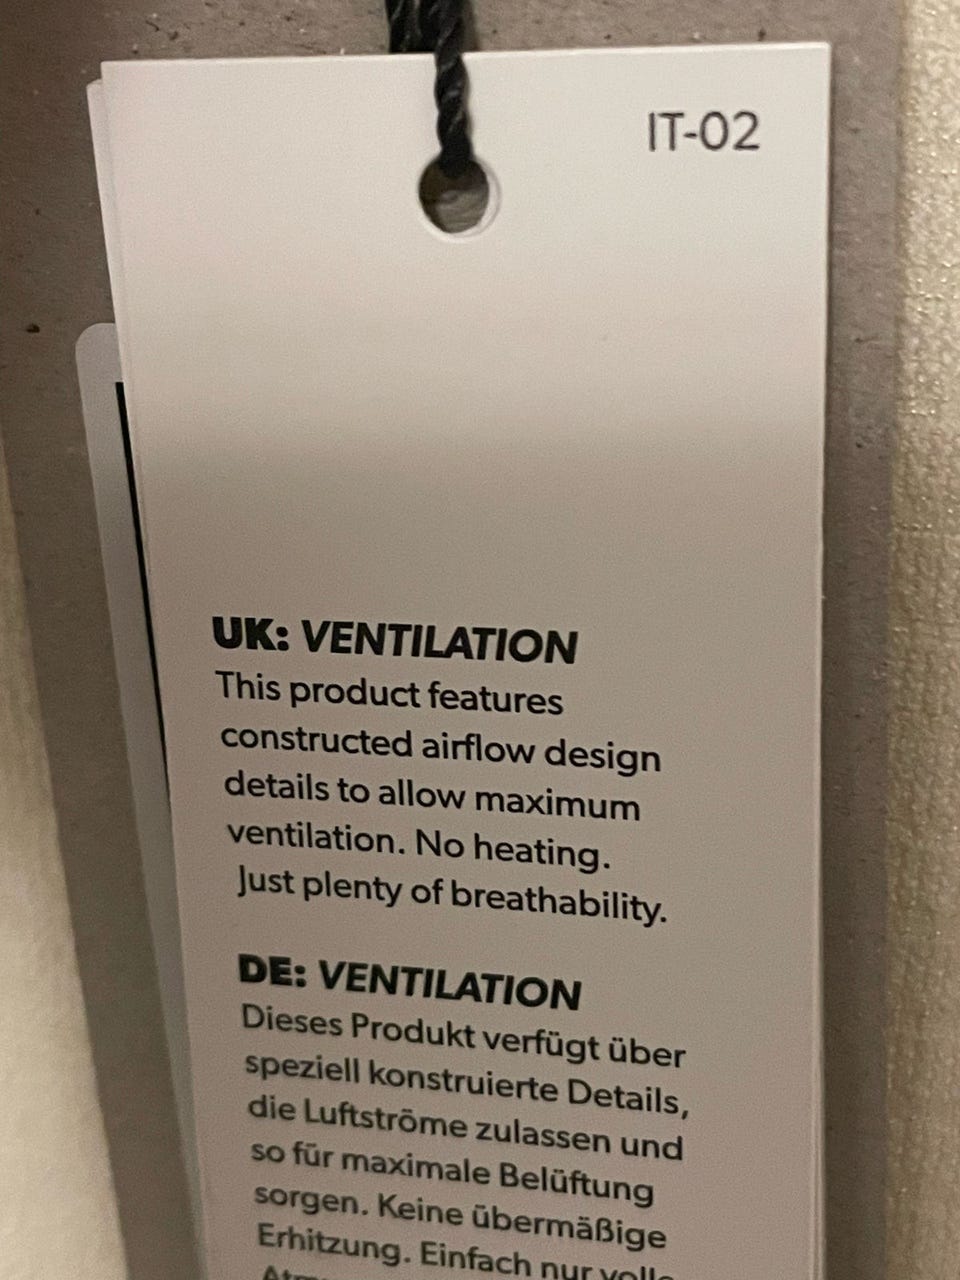 IT-02
UK: VENTILATION
This product features
constructed airflow design
details to allow maximum
ventilation. No heating.
Just plenty of breathability.
DE: VENTILATION
Dieses Produkt verfügt über
speziell konstruierte Details,
die Luftströme zulassen und
so für maximale Belüftung
sorgen. Keine übermäßige
Erhitzung. Einfach nur